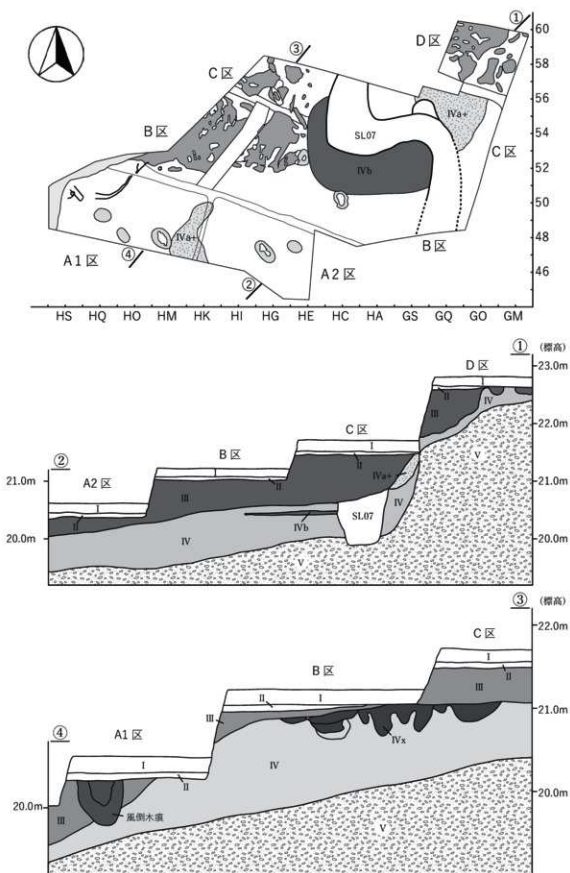 ①
60
58
56
54
52
50
48
46
③
D区
C区
IVa+
SL07
IVb
C区
B区
IVa+
B区
A1区
④
②
A2区
HS HQ HO HM HK HI HG HE HC HA GS GQ GO GM
① (標高)
23.0m
D区
I
II
III
IV
22.0m
C区
I
II
②
B区
I
IVa+
V
21.0m
21.0m
A2区
II
III
I
SL07
IV
II
IVb
20.0m
20.0m
IV
V
③ (標高)
22.0m
C区
I
B区
II
III
II
I
21.0m
III
④
A1区
IVx
I
IV
II
20.0m
20.0m
III
風倒木痕
V